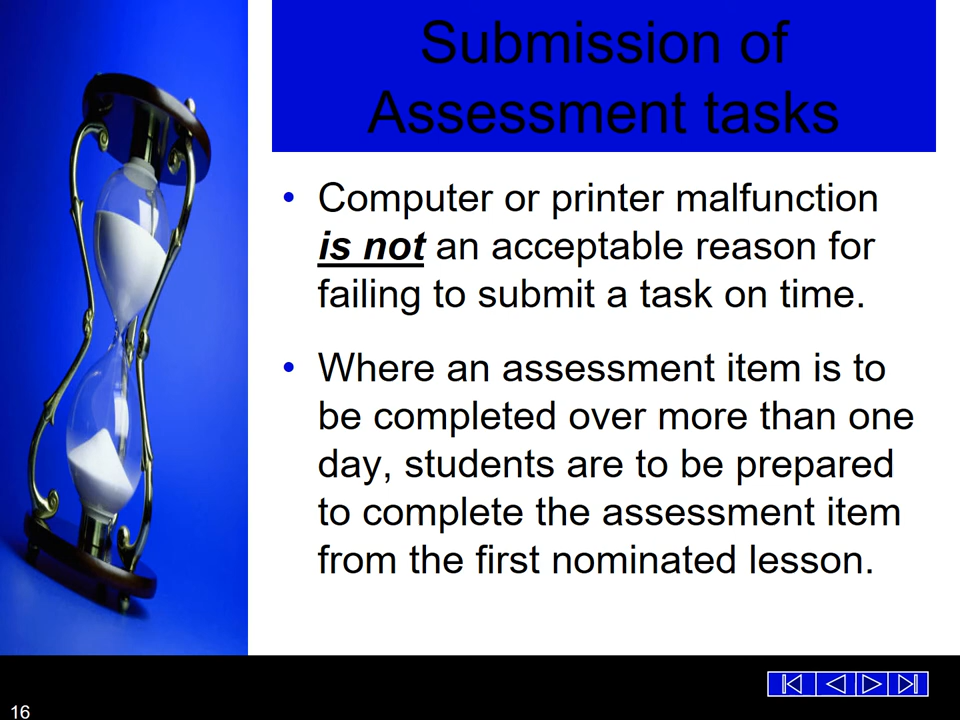 Submission of
Assessment tasks
• Computer or printer malfunction
is not an acceptable reason for
failing to submit a task on time.
• Where an assessment item is to
be completed over more than one
day, students are to be prepared
to complete the assessment item
from the first nominated lesson.
16